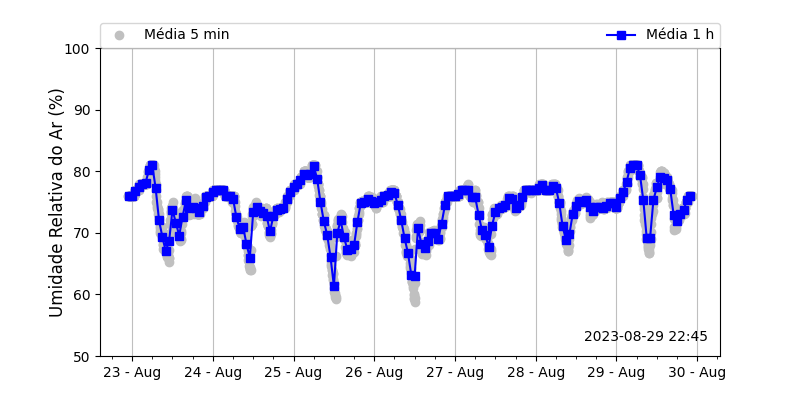 Média 5 min
Média 1 h
Umidade Relativa do Ar (%)
100
90
80
70
60
50
2023-08-29 22:45
23 - Aug
24 - Aug
25 - Aug
26 - Aug
27 - Aug
28 - Aug
29 - Aug
30 - Aug